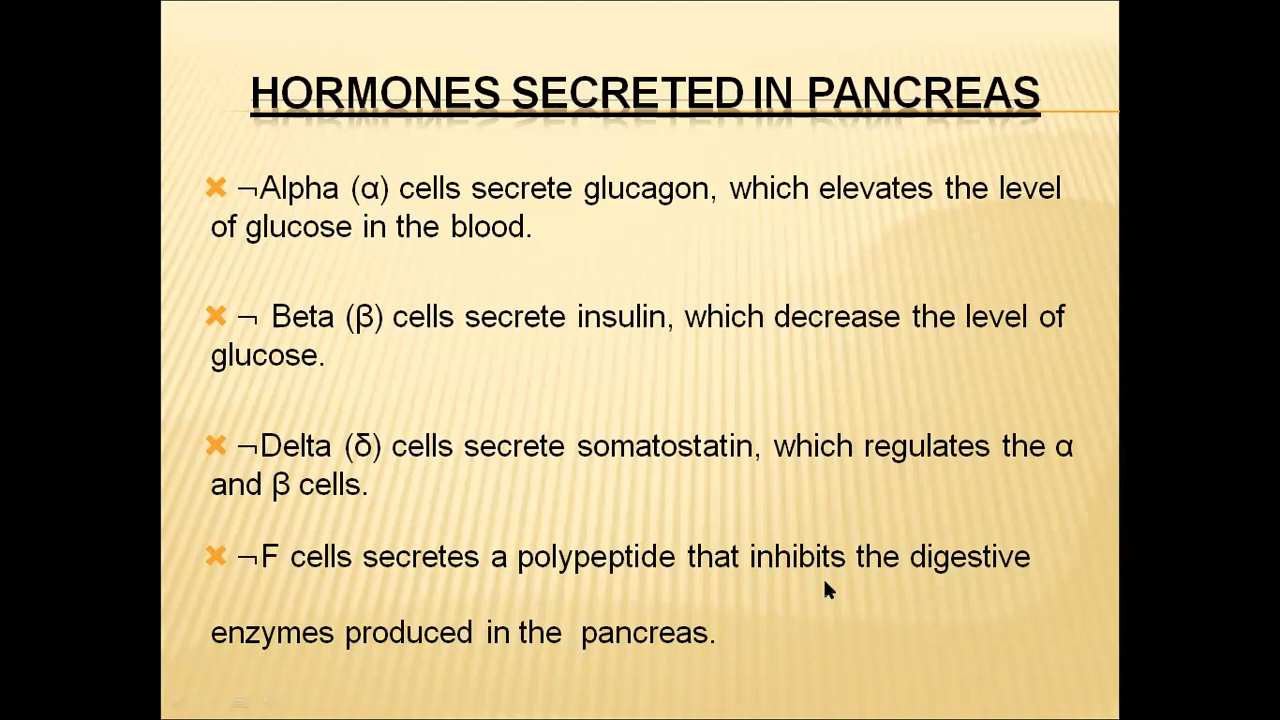 HORMONES SECRETED IN PANCREAS
¬Alpha (α) cells secrete glucagon, which elevates the level
of glucose in the blood.
¬ Beta (β) cells secrete insulin, which decrease the level of
glucose.
¬Delta (δ) cells secrete somatostatin, which regulates the α
and β cells.
¬F cells secretes a polypeptide that inhibits the digestive
enzymes produced in the pancreas.